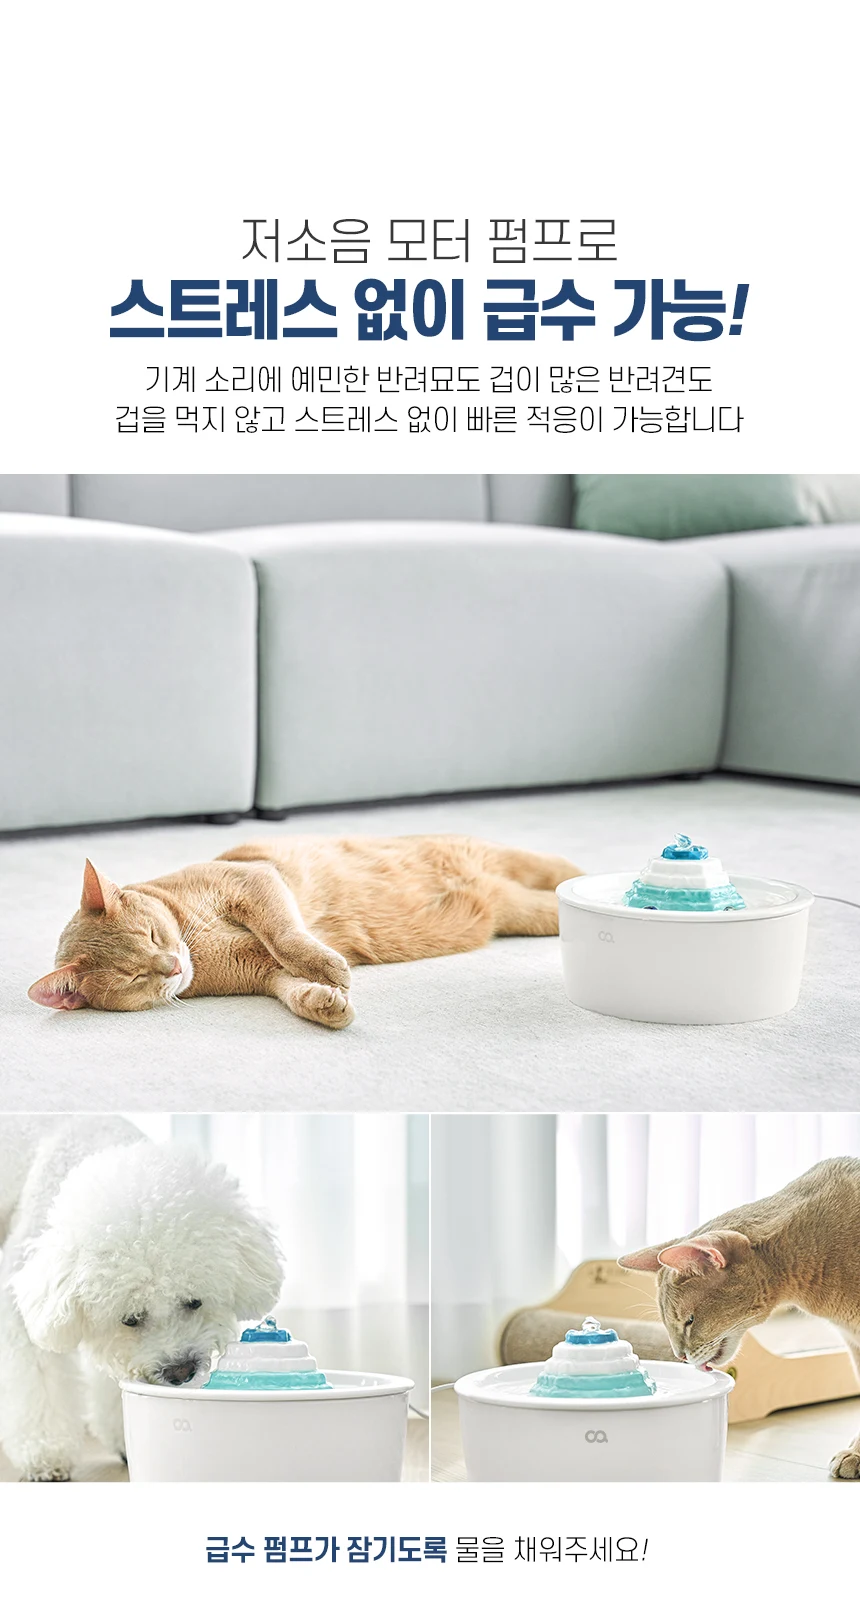 저소음 모터 펌프로
스트레스 없이 급수 가능!
기계 소리에 예민한 반려묘도 겁이 많은 반려견도
겁을 먹지 않고 스트레스 없이 빠른 적응이 가능합니다
급수 펌프가 잠기도록 물을 채워주세요!